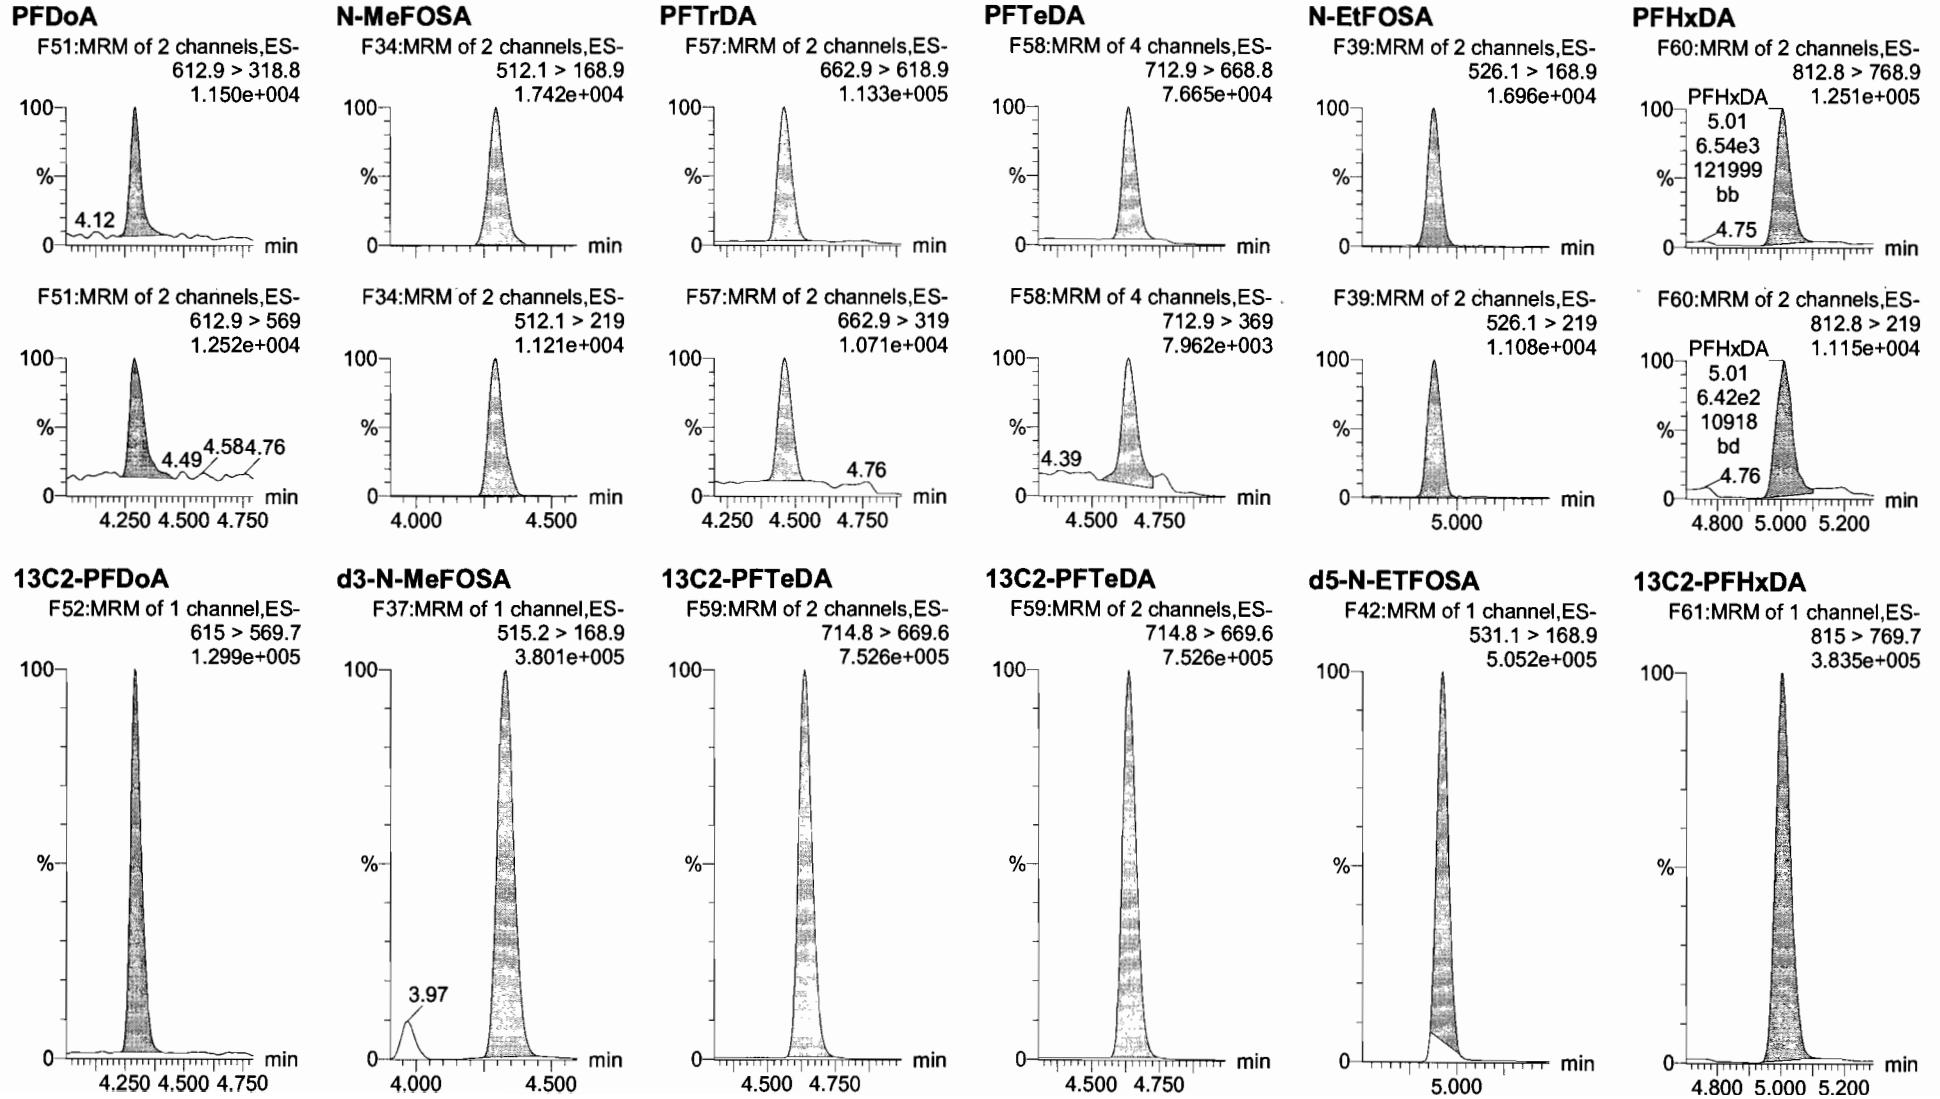 PFDoA
F51:MRM of 2 channels,ES-
612.9 > 318.8
1.150e+004
100
%
4.12
0
min
F51:MRM of 2 channels,ES-
612.9 > 569
1.252e+004
100
%
4.49
4.58
4.76
0
min
4.250 4.500 4.750
N-MeFOSA
F34:MRM of 2 channels,ES-
512.1 > 168.9
1.742e+004
100
%
0
min
F34:MRM of 2 channels,ES-
512.1 > 219
1.121e+004
100
%
0
min
4.000 4.500
PFTrDA
F57:MRM of 2 channels,ES-
662.9 > 618.9
1.133e+005
100
%
0
min
F57:MRM of 2 channels,ES-
662.9 > 319
1.071e+004
100
%
4.76
0
min
4.250 4.500 4.750
PFTeDA
F58:MRM of 4 channels,ES-
712.9 > 668.8
7.665e+004
100
%
0
min
F58:MRM of 4 channels,ES-
712.9 > 369
7.962e+003
100
%
4.39
0
min
4.500 4.750
N-EtFOSA
F39:MRM of 2 channels,ES-
526.1 > 168.9
1.696e+004
100
%
0
min
F39:MRM of 2 channels,ES-
526.1 > 219
1.108e+004
100
%
0
min
5.000
PFHxDA
F60:MRM of 2 channels,ES-
812.8 > 768.9
1.251e+005
100
PFHxDA
5.01
6.54e3
121999
bb
%
4.75
0
min
F60:MRM of 2 channels,ES-
812.8 > 219
1.115e+004
100
PFHxDA
5.01
6.42e2
10918
bd
%
4.76
0
min
4.800 5.000 5.200
13C2-PFDoA
F52:MRM of 1 channel,ES-
615 > 569.7
1.299e+005
100
%
0
min
4.250 4.500 4.750
d3-N-MeFOSA
F37:MRM of 1 channel,ES-
515.2 > 168.9
3.801e+005
100
%
3.97
0
min
4.000 4.500
13C2-PFTeDA
F59:MRM of 2 channels,ES-
714.8 > 669.6
7.526e+005
100
%
0
min
4.500 4.750
13C2-PFTeDA
F59:MRM of 2 channels,ES-
714.8 > 669.6
7.526e+005
100
%
0
min
4.500 4.750
d5-N-ETFOSA
F42:MRM of 1 channel,ES-
531.1 > 168.9
5.052e+005
100
%
0
min
5.000
13C2-PFHxDA
F61:MRM of 1 channel,ES-
815 > 769.7
3.835e+005
100
%
0
min
4.800 5.000 5.200